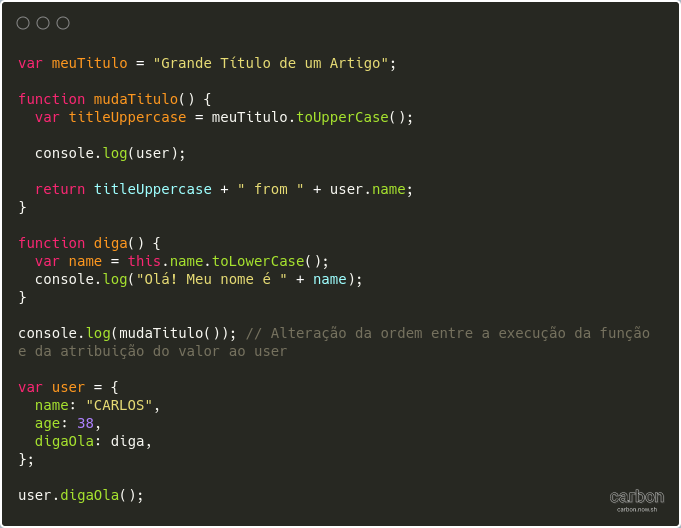 var meuTitulo = "Grande Título de um Artigo";
function mudaTitulo() {
  var titleUppercase = meuTitulo.toUpperCase();
  console.log(user);
  return titleUppercase + " from " + user.name;
}
function diga() {
  var name = this.name.toLowerCase();
  console.log("Olá! Meu nome é " + name);
}
console.log(mudaTitulo()); // Alteração da ordem entre a execução da função
e da atribuição do valor ao user
var user = {
  name: "CARLOS",
  age: 38,
  digaOla: diga,
};
user.digaOla();
carbon
carbon.now.sh